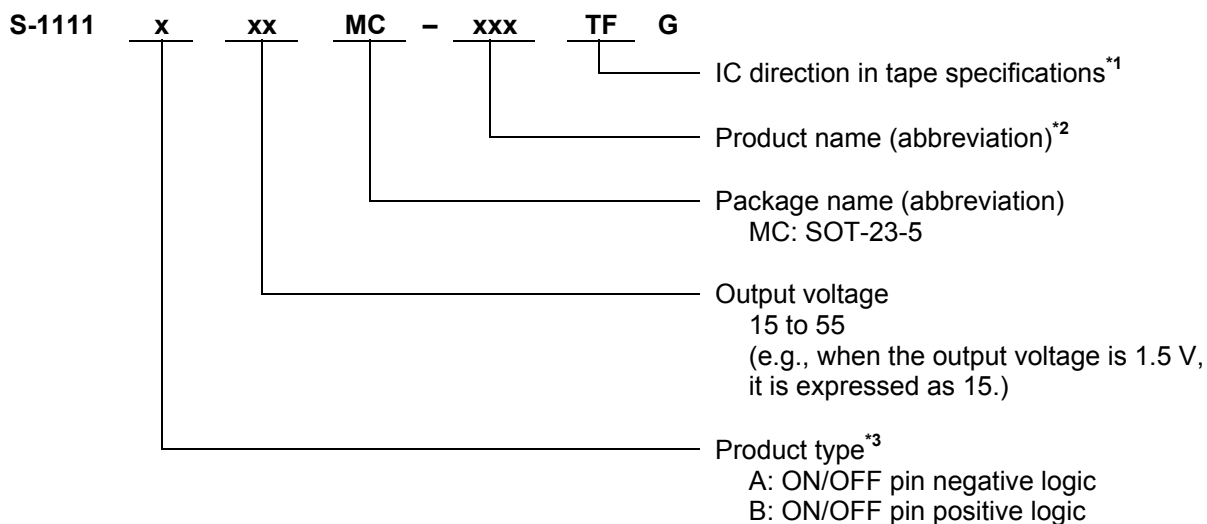 S-1111 x xx MC – xxx TF G
IC direction in tape specifications*1
Product name (abbreviation)*2
Package name (abbreviation)
MC: SOT-23-5
Output voltage
15 to 55
(e.g., when the output voltage is 1.5 V,
it is expressed as 15.)
Product type*3
A: ON/OFF pin negative logic
B: ON/OFF pin positive logic